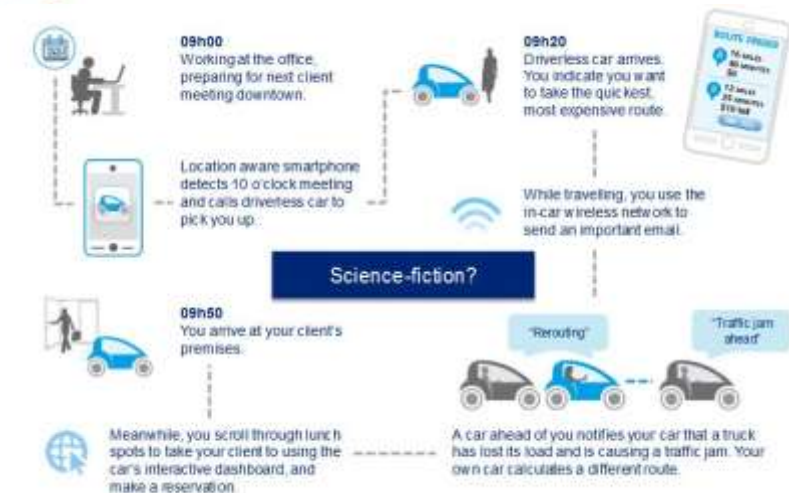 09h00
Working at the office,
preparing for next client
meeting downtown.
Location aware smartphone
detects 10 o'clock meeting
and calls driverless car to
pick you up.
09h20
Driverless car arrives.
You indicate you want
to take the quickest,
most expensive route.
ROUTE FINDER
While travelling, you use the
in-car wireless network to
send an important email.
Science-fiction?
"Rerouting"
"Traffic jam
ahead"
A car ahead of you notifies your car that a truck
has lost its load and is causing a traffic jam. Your
own car calculates a different route.
Meanwhile, you scroll through lunch
spots to take your client to using the
car's interactive dashboard, and
make a reservation
09h50
You arrive at your client's
premises.